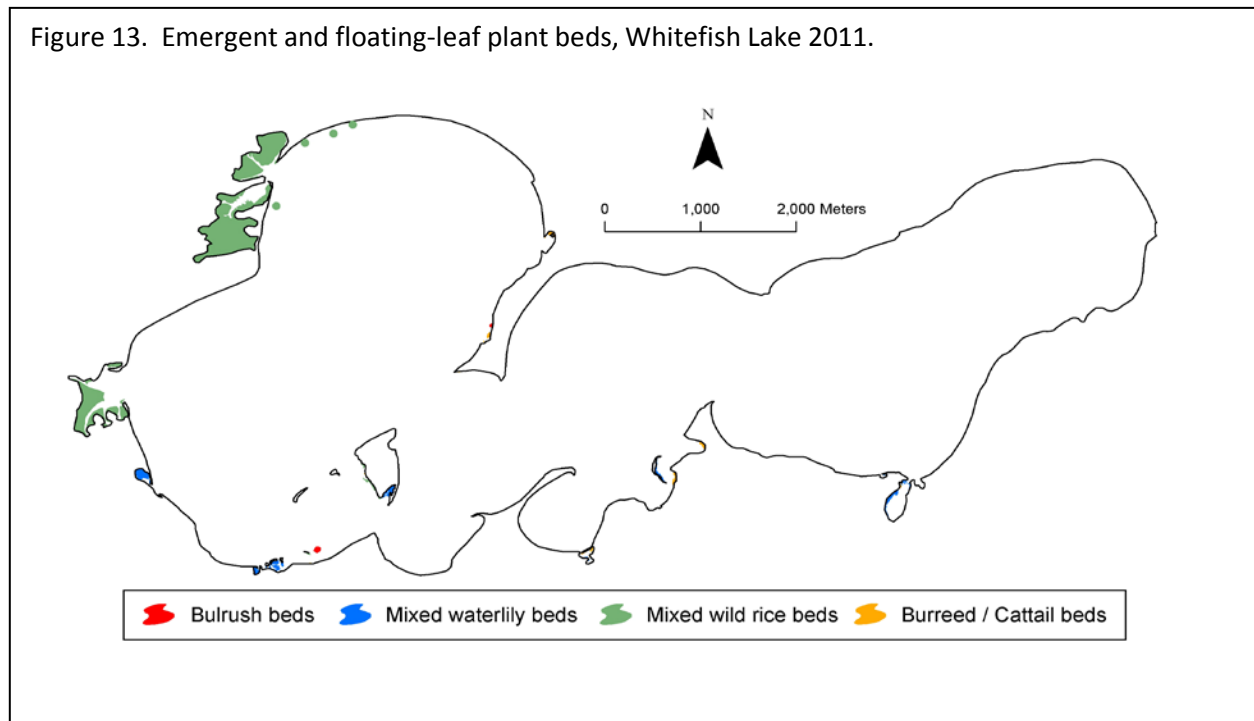 Figure 13.  Emergent and floating-leaf plant beds, Whitefish Lake 2011.
N
0 1,000 2,000 Meters
Bulrush beds Mixed waterlily beds Mixed wild rice beds Burreed / Cattail beds